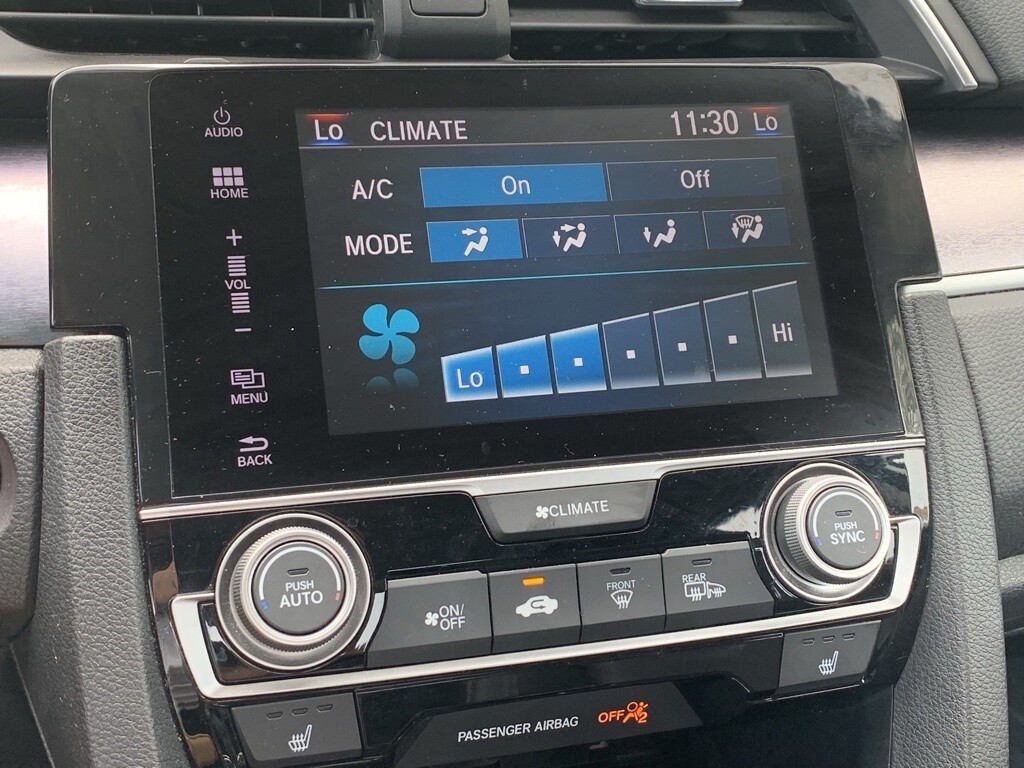 AUDIO
Lo CLIMATE 11:30 Lo
HOME
A/C On Off
MODE
+
VOL
−
Lo Hi
MENU
BACK
CLIMATE
PUSH
AUTO
ON/
OFF
FRONT
REAR
PUSH
SYNC
PASSENGER AIRBAG OFF 2